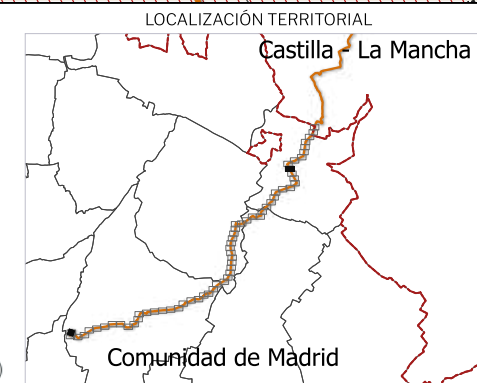 LOCALIZACIÓN TERRITORIAL
Castilla - La Mancha
Comunidad de Madrid